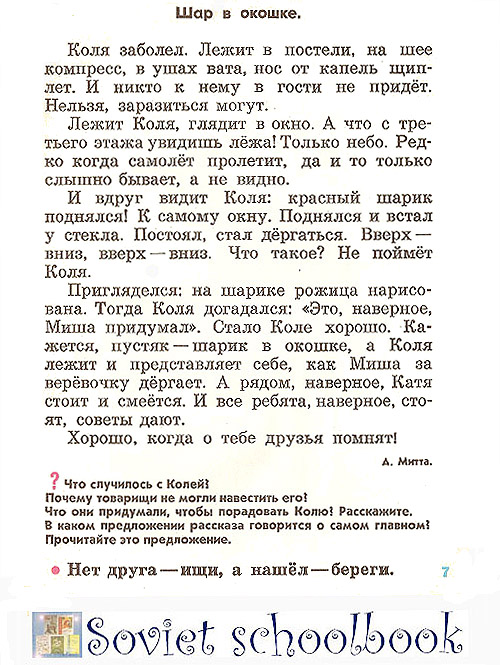 Шар в окошке.
Коля заболел. Лежит в постели, на шее
компресс, в ушах вата, нос от капель щип-
лет. И никто к нему в гости не придёт.
Нельзя, заразиться могут.
Лежит Коля, глядит в окно. А что с тре-
тьего этажа увидишь лёжа! Только небо. Ред-
ко когда самолёт пролетит, да и то только
слышно бывает, а не видно.
И вдруг видит Коля: красный шарик
поднялся! К самому окну. Поднялся и встал
у стекла. Постоял, стал дёргаться. Вверх —
вниз, вверх — вниз. Что такое? Не поймёт
Коля.
Пригляделся: на шарике рожица нарисо-
вана. Тогда Коля догадался: «Это, наверное,
Миша придумал». Стало Коле хорошо. Ка-
жется, пустяк — шарик в окошке, а Коля
лежит и представляет себе, как Миша за
верёвочку дёргает. А рядом, наверное, Катя
стоит и смеётся. И все ребята, наверное, сто-
ят, советы дают.
Хорошо, когда о тебе друзья помнят!
А. Митта.
? Что случилось с Колей?
Почему товарищи не могли навестить его?
Что они придумали, чтобы порадовать Колю? Расскажите.
В каком предложении рассказа говорится о самом главном?
Прочитайте это предложение.
• Нет друга — ищи, а нашёл — береги.
7
Soviet schoolbook